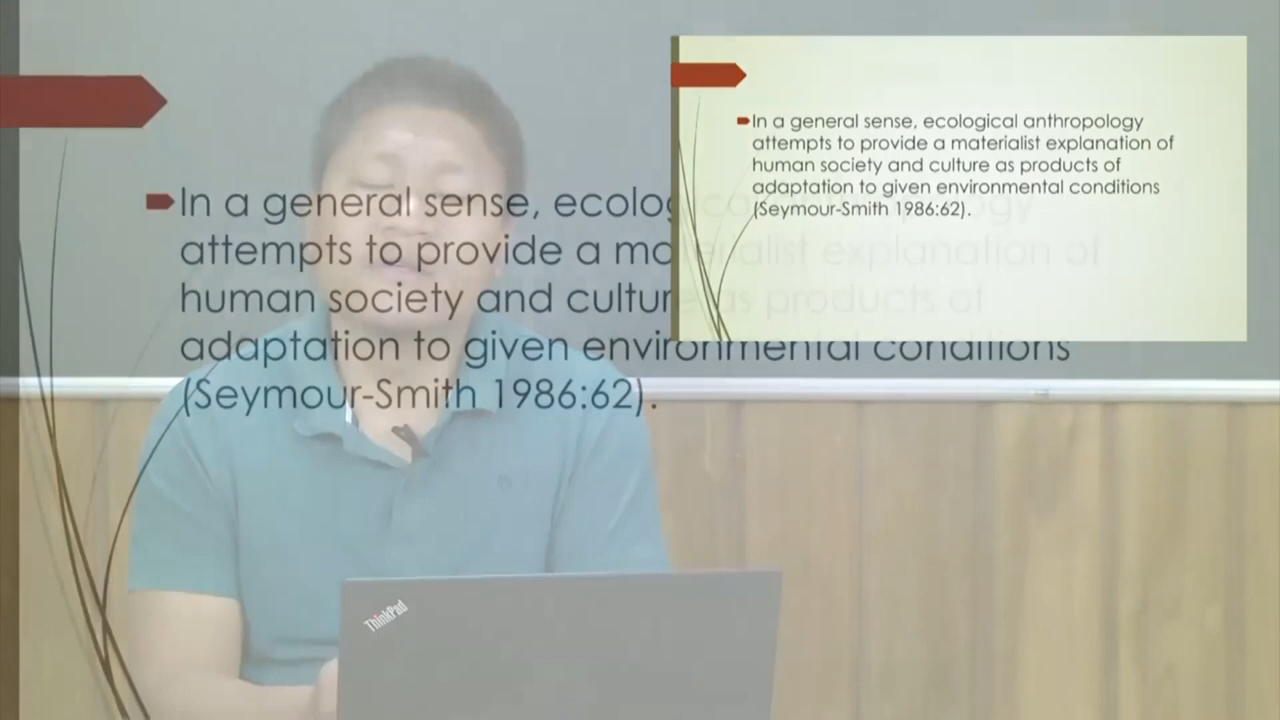 In a general sense, ecological anthropology
attempts to provide a materialist explanation of
human society and culture as products of
adaptation to given environmental conditions
(Seymour-Smith 1986:62).
In a general sense, ecological anthropology
attempts to provide a materialist explanation of
human society and culture as products of
adaptation to given environmental conditions
(Seymour-Smith 1986:62).
ThinkPad